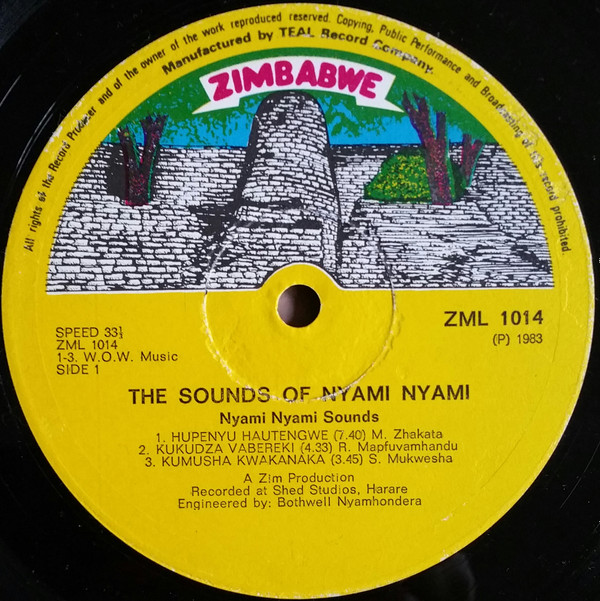 All rights of the Record Producer and of the owner of the work reproduced reserved. Copying, Public Performance and Broadcasting of this record prohibited
Manufactured by TEAL Record Company.
ZIMBABWE
SPEED 33⅓
ZML 1014
1-3. W.O.W. Music
SIDE 1
ZML 1014
(P) 1983
THE SOUNDS OF NYAMI NYAMI
Nyami Nyami Sounds
1. HUPENYU HAUTENGWE (7.40) M. Zhakata
2. KUKUDZA VABEREKI (4.33) R. Mapfuvamhandu
3. KUMUSHA KWAKANAKA (3.45) S. Mukwesha
A Zim Production
Recorded at Shed Studios, Harare
Engineered by: Bothwell Nyamhondera